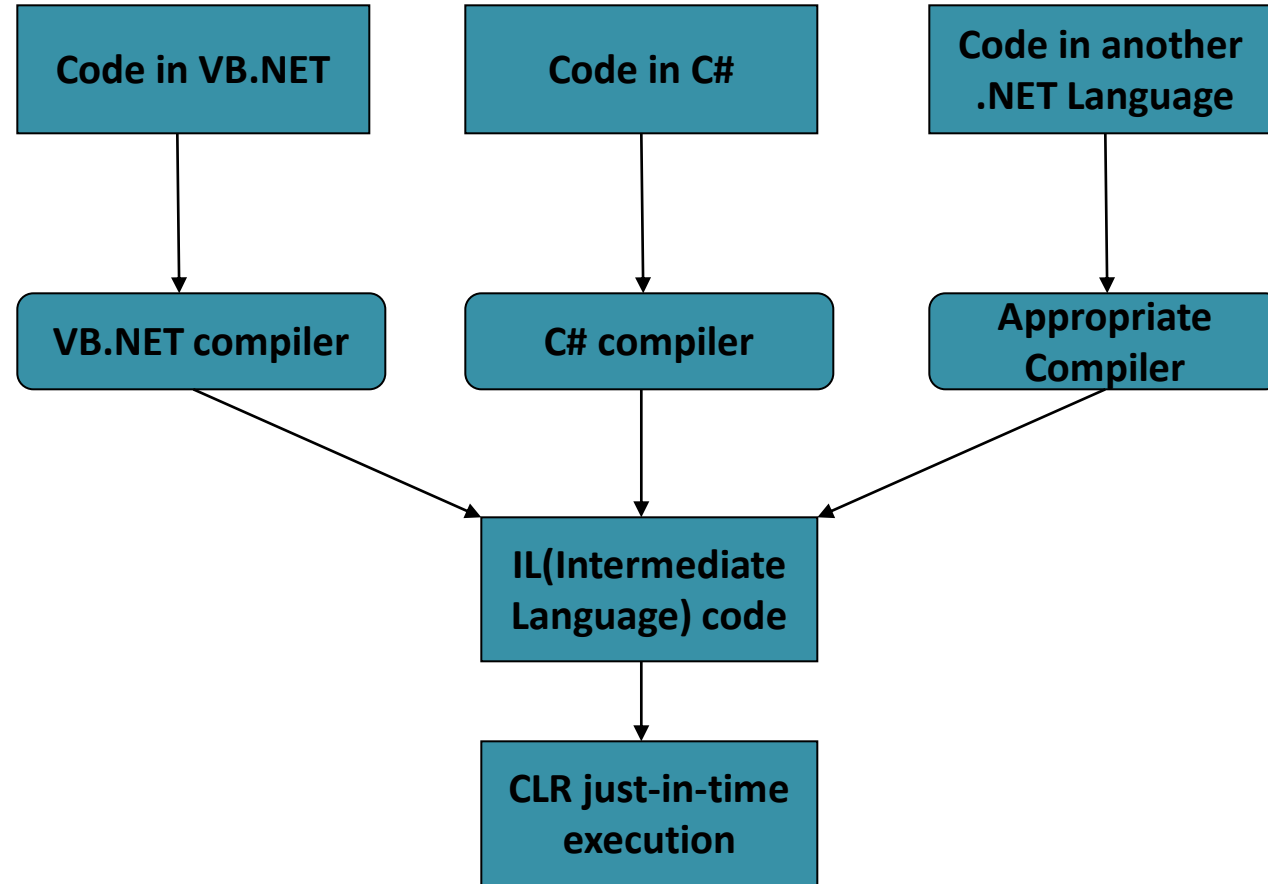 Code in VB.NET
Code in C#
Code in another
.NET Language
VB.NET compiler
C# compiler
Appropriate
Compiler
IL(Intermediate
Language) code
CLR just-in-time
execution